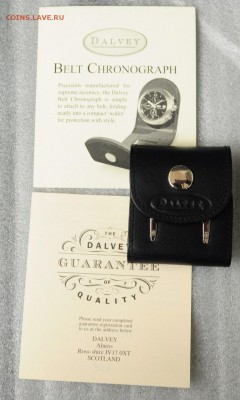 COINS.LAVE.RU
DALVEY
BELT CHRONOGRAPH
Precision manufactured for
supreme accuracy, the Dalvey
Belt Chronograph is simple
to attach to any belt, folding
neatly into a compact 'wallet'
for protection with style.
DALVEY
THE
DALVEY
GUARANTEE
OF
QUALITY
Please send your completed
guarantee registration card
to us at the address below
DALVEY
Alness
Ross-shire IV17 0XT
SCOTLAND